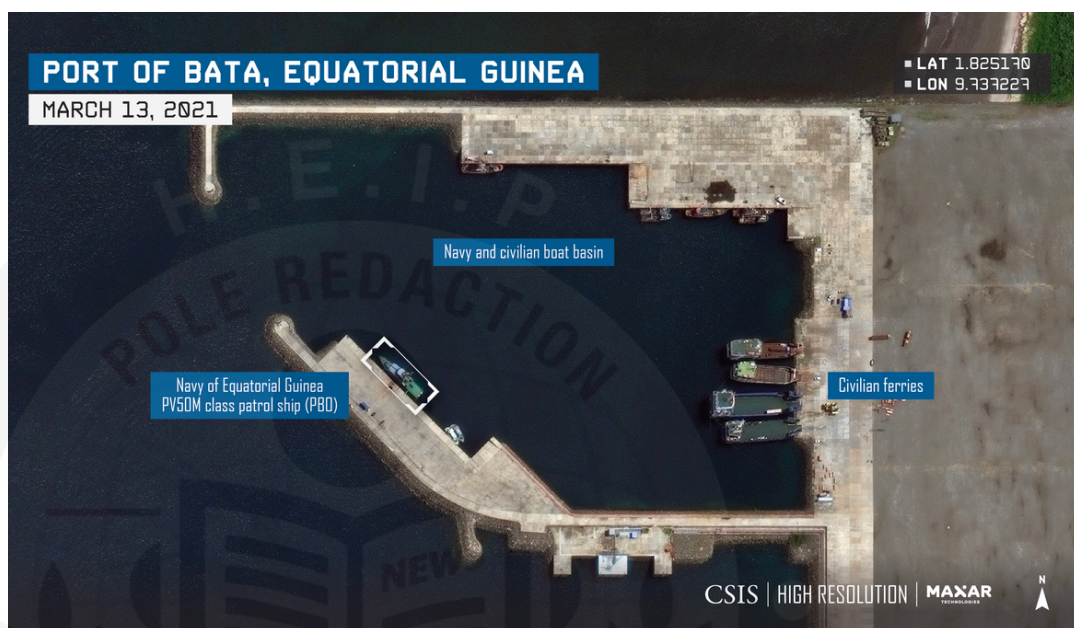 PORT OF BATA, EQUATORIAL GUINEA
MARCH 13, 2021
LAT 1.825170
LON 9.737227
H.E.I.P
POLE REDACTION
Navy and civilian boat basin
Navy of Equatorial Guinea
PV50M class patrol ship (PBO)
Civilian ferries
NEWS
CSIS | HIGH RESOLUTION | MAXAR
TECHNOLOGIES
N